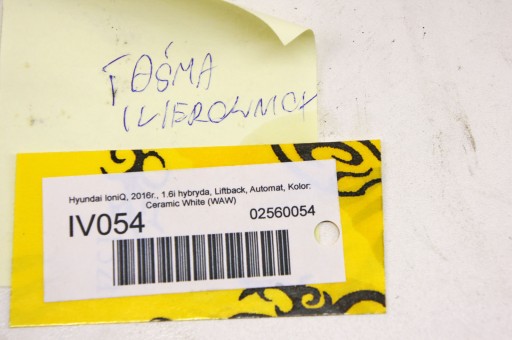 TAŚMA
KIEROWNICY
Hyundai IoniQ, 2016r., 1.6i hybryda, Liftback, Automat, Kolor:
Ceramic White (WAW)
IV054
02560054